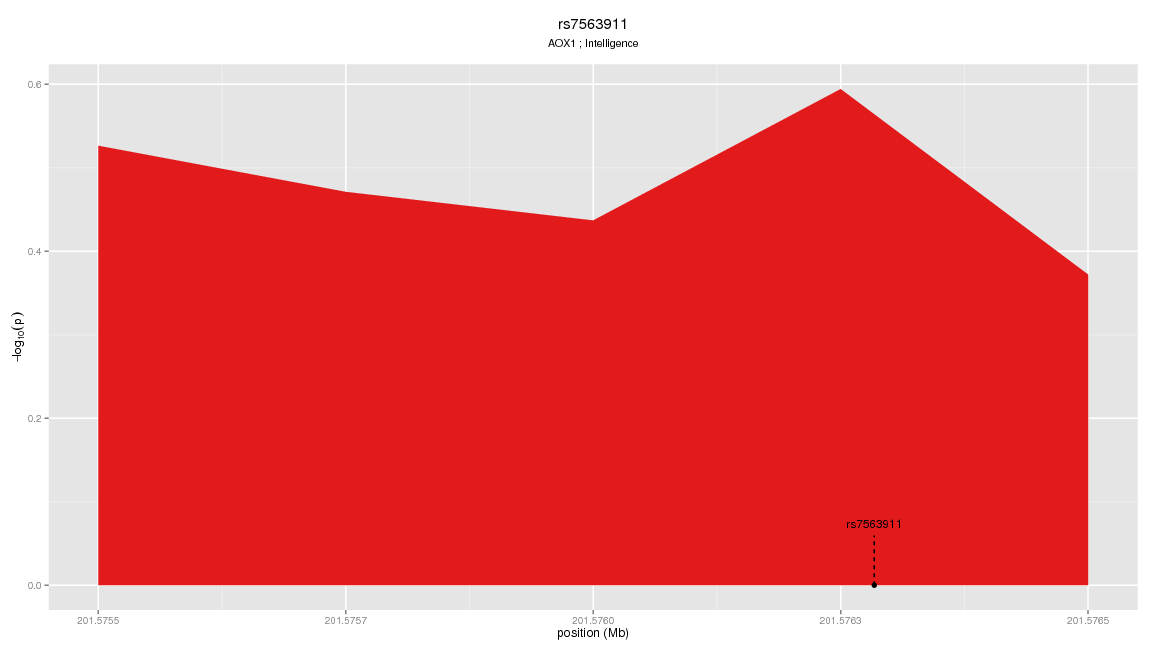 rs7563911
AOX1 ; Intelligence
0.6
0.4
0.2
0.0
−log10(p)
rs7563911
201.5755 201.5757 201.5760 201.5763 201.5765
position (Mb)